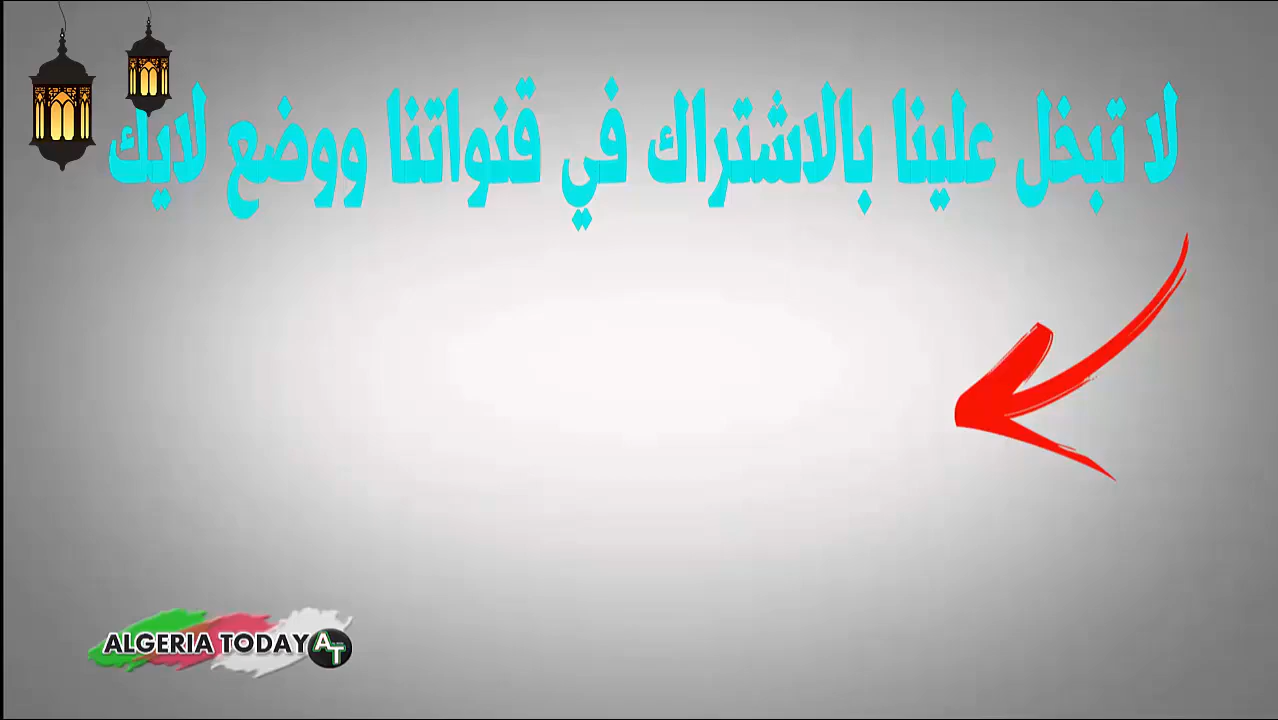 لا تبخل علينا بالاشتراك في قنواتنا ووضع لايك
ALGERIA TODAY AT